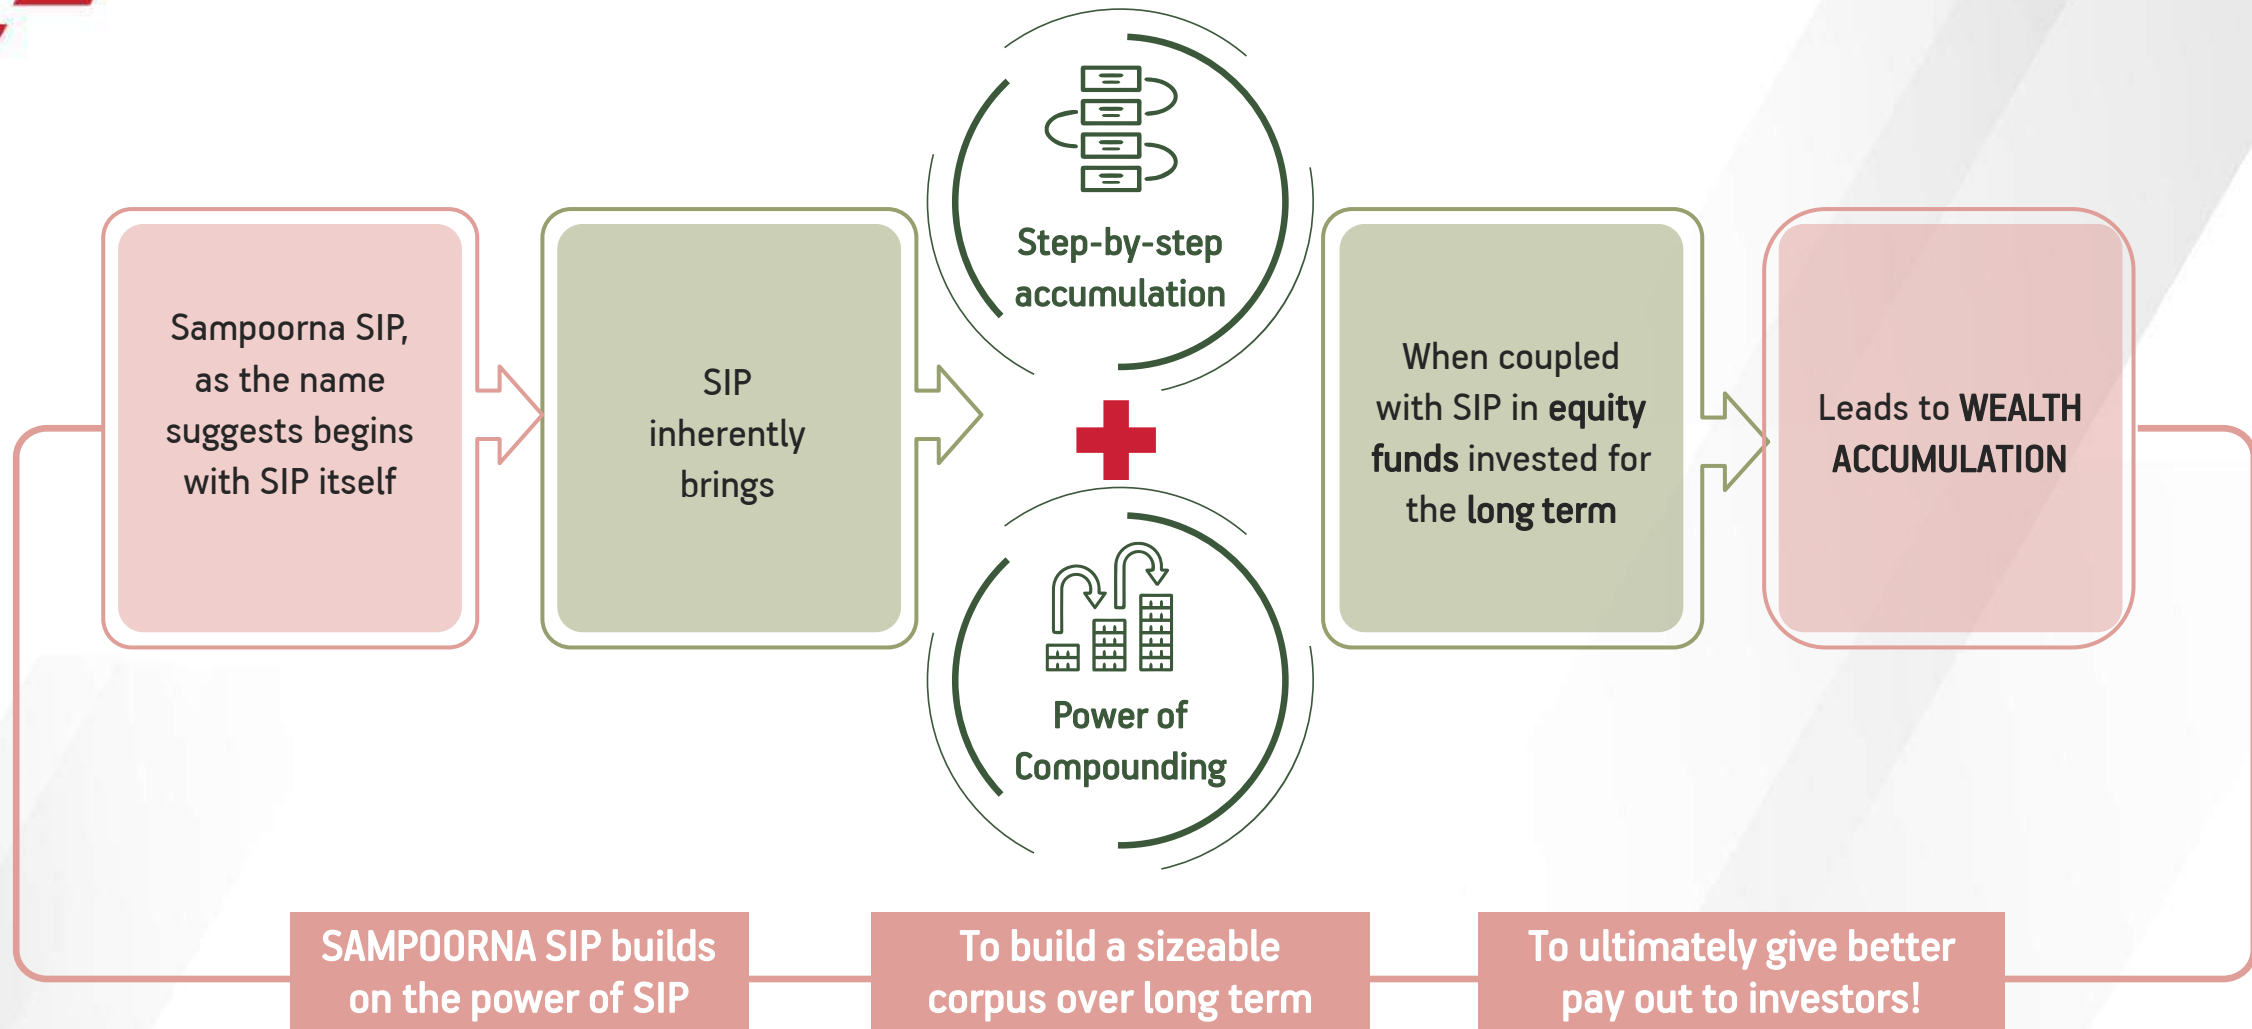 Sampoorna SIP,
as the name
suggests begins
with SIP itself
SIP
inherently
brings
Step-by-step
accumulation
Power of
Compounding
When coupled
with SIP in equity
funds invested for
the long term
Leads to WEALTH
ACCUMULATION
SAMPOORNA SIP builds
on the power of SIP
To build a sizeable
corpus over long term
To ultimately give better
pay out to investors!